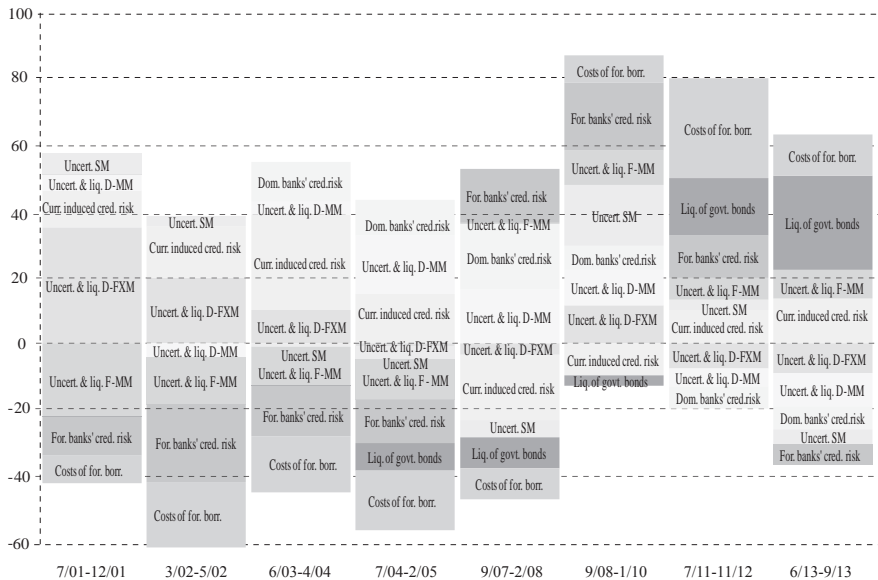 100
80
60
40
20
0
-20
-40
-60
Uncert. SM
Uncert. & liq. D-MM
Curr. induced cred. risk
Uncert. & liq. D-FXM
Uncert. & liq. F-MM
For. banks' cred. risk
Costs of for. borr.
Uncert. SM
Curr. induced cred. risk
Uncert. & liq. D-FXM
Uncert. & liq. D-MM
Uncert. & liq. F-MM
For. banks' cred. risk
Costs of for. borr.
Dom. banks' cred.risk
Uncert. & liq. D-MM
Curr. induced cred. risk
Uncert. & liq. D-FXM
Uncert. SM
Uncert. & liq. F-MM
For. banks' cred. risk
Costs of for. borr.
Dom. banks' cred.risk
Uncert. & liq. D-MM
Curr. induced cred. risk
Uncert. & liq. D-FXM
Uncert. SM
Uncert. & liq. F-MM
For. banks' cred. risk
Liq. of govt. bonds
Costs of for. borr.
For. banks' cred. risk
Uncert. & liq. F-MM
Dom. banks' cred.risk
Uncert. & liq. D-MM
Uncert. & liq. D-FXM
Curr. induced cred. risk
Uncert. SM
Liq. of govt. bonds
Costs of for. borr.
Costs of for. borr.
For. banks' cred. risk
Uncert. & liq. F-MM
Uncert. SM
Dom. banks' cred.risk
Uncert. & liq. D-MM
Uncert. & liq. D-FXM
Curr. induced cred. risk
Liq. of govt. bonds
Costs of for. borr.
Liq. of govt. bonds
For. banks' cred. risk
Uncert. & liq. F-MM
Uncert. SM
Curr. induced cred. risk
Uncert. & liq. D-FXM
Uncert. & liq. D-MM
Dom. banks' cred.risk
Costs of for. borr.
Liq. of govt. bonds
Uncert. & liq. F-MM
Curr. induced cred. risk
Uncert. & liq. D-FXM
Uncert. & liq. D-MM
Dom. banks' cred.risk
Uncert. SM
For. banks' cred. risk
7/01-12/01
3/02-5/02
6/03-4/04
7/04-2/05
9/07-2/08
9/08-1/10
7/11-11/12
6/13-9/13